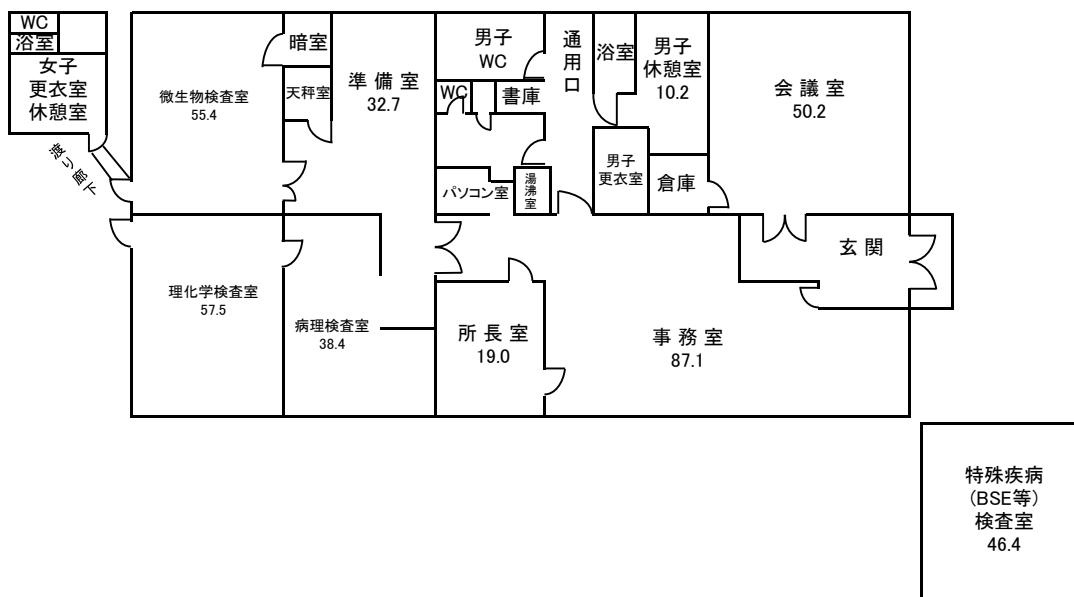 WC
浴室
女子
更衣室
休憩室
渡り廊下
微生物検査室
55.4
暗室
天秤室
準備室
32.7
男子
WC
WC
書庫
パソコン室
湯沸室
通用口
浴室
男子
休憩室
10.2
男子
更衣室
倉庫
会議室
50.2
玄関
理化学検査室
57.5
病理検査室
38.4
所長室
19.0
事務室
87.1
特殊疾病
(BSE等)
検査室
46.4